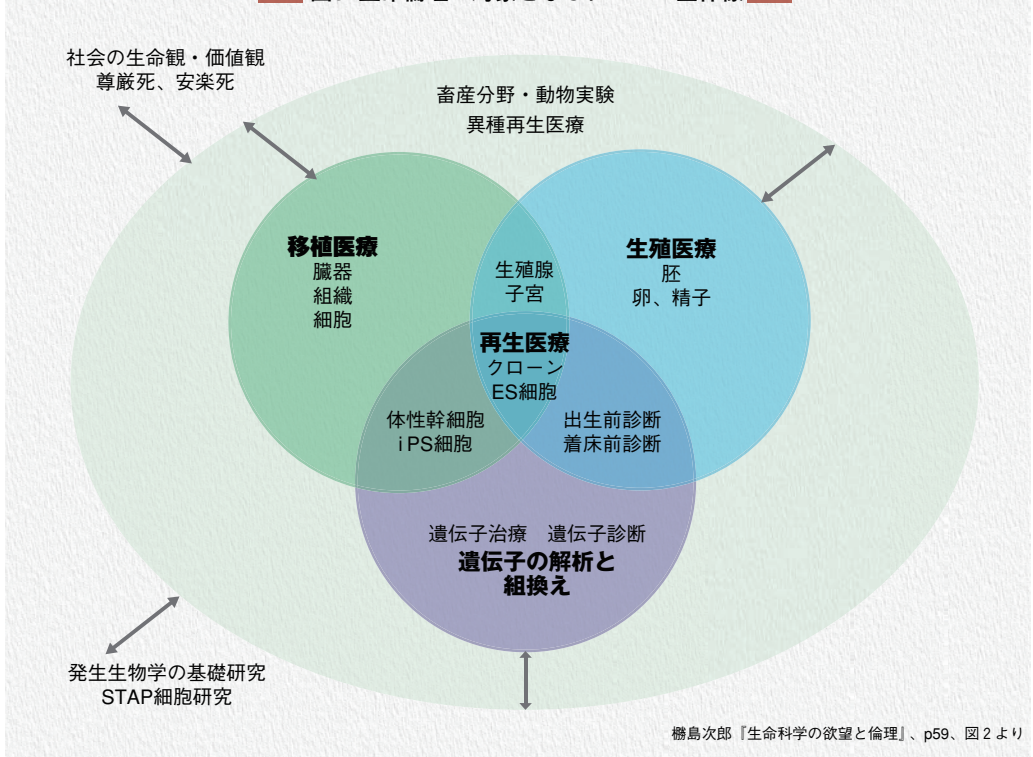 社会の生命観・価値観
尊厳死、安楽死
畜産分野・動物実験
異種再生医療
移植医療
臓器
組織
細胞
生殖腺
子宮
生殖医療
胚
卵、精子
再生医療
クローン
ES細胞
体性幹細胞
iPS細胞
出生前診断
着床前診断
遺伝子治療　遺伝子診断
遺伝子の解析と
組換え
発生生物学の基礎研究
STAP細胞研究
橳島次郎『生命科学の欲望と倫理』、p59、図2より